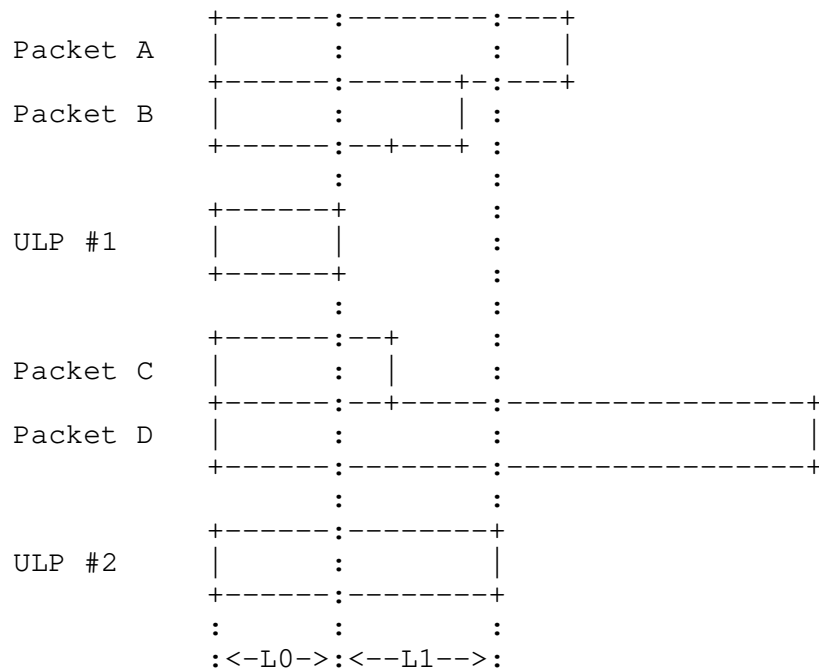 +------:--------:---+
Packet A    |      :        :   |
            +------:------+-:---+
Packet B    |      :      | :
            +------:--+---+ :
                   :        :
            +------+        :
ULP #1      |      |        :
            +------+        :
                   :        :
            +------:--+     :
Packet C    |      :  |     :
            +------:--+-----:-----------------+
Packet D    |      :        :                 |
            +------:--------:-----------------+
                   :        :
            +------:--------+
ULP #2      |      :        |
            +------:--------+
            :      :        :
            :<-L0->:<--L1-->: